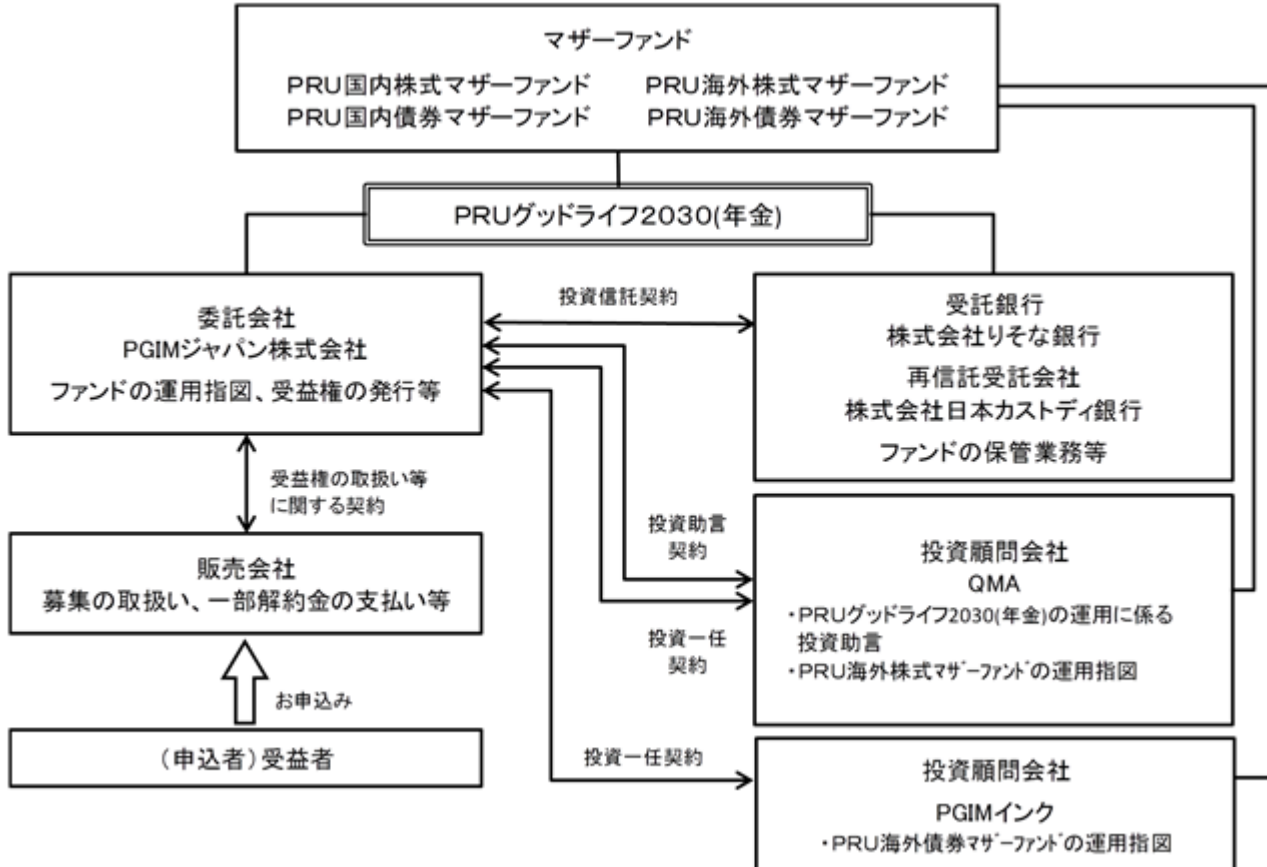 マザーファンド
PRU国内株式マザーファンド PRU海外株式マザーファンド
PRU国内債券マザーファンド PRU海外債券マザーファンド
PRUグッドライフ2030(年金)
委託会社
PGIMジャパン株式会社
ファンドの運用指図、受益権の発行等
投資信託契約
受託銀行
株式会社りそな銀行
再信託受託会社
株式会社日本カストディ銀行
ファンドの保管業務等
受益権の取扱い等
に関する契約
販売会社
募集の取扱い、一部解約金の支払い等
お申込み
(申込者)受益者
投資助言
契約
投資一任
契約
投資顧問会社
QMA
・PRUグッドライフ2030(年金)の運用に係る
投資助言
・PRU海外株式マザーファンドの運用指図
投資一任契約
投資顧問会社
PGIMインク
・PRU海外債券マザーファンドの運用指図